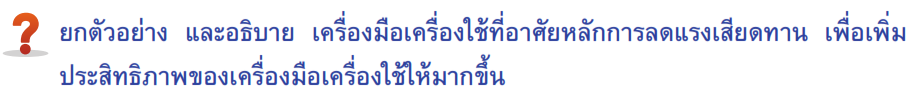 ยกตัวอย่าง และอธิบาย เครื่องมือเครื่องใช้ที่อาศัยหลักการลดแรงเสียดทาน เพื่อเพิ่ม
ประสิทธิภาพของเครื่องมือเครื่องใช้ให้มากขึ้น